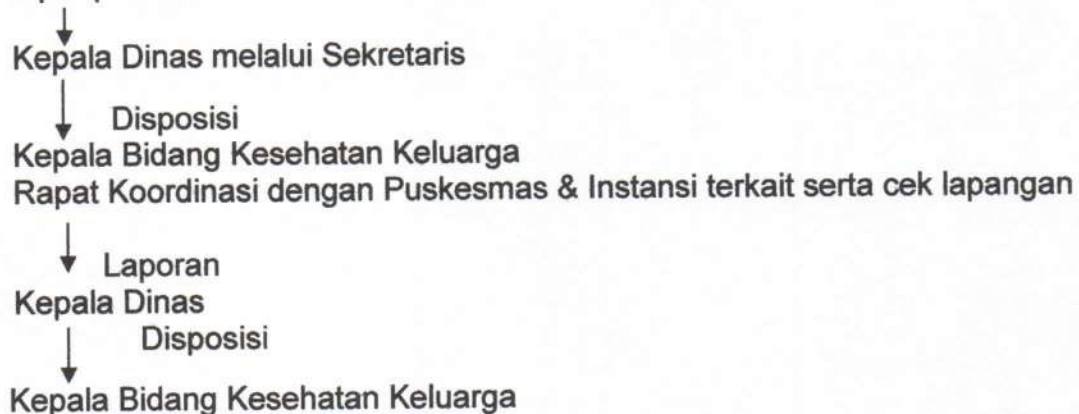 Kepala Dinas melalui Sekretaris
Disposisi
Kepala Bidang Kesehatan Keluarga
Rapat Koordinasi dengan Puskesmas & Instansi terkait serta cek lapangan
Laporan
Kepala Dinas
Disposisi
Kepala Bidang Kesehatan Keluarga